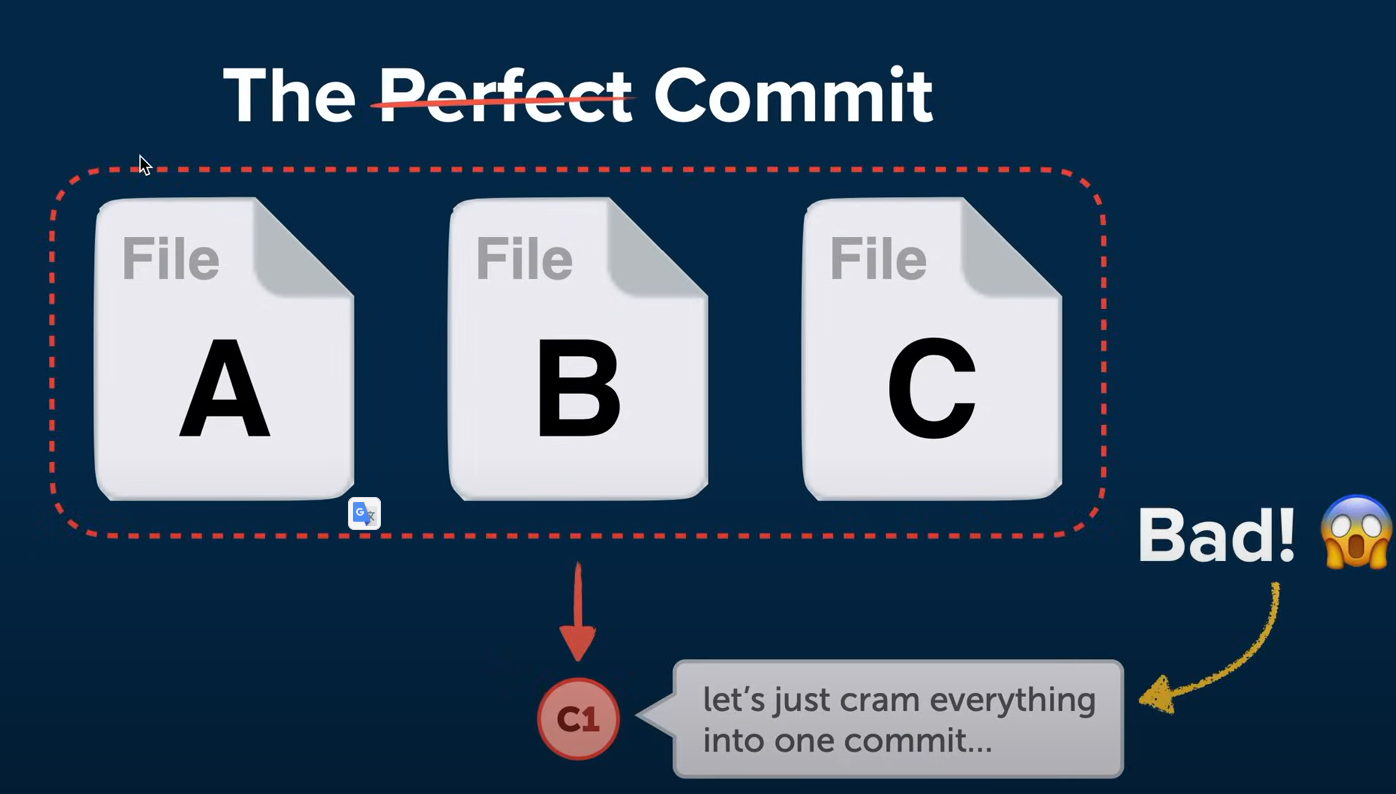 The Perfect Commit
File
A
File
B
File
C
Bad! 😱
C1
let’s just cram everything
into one commit...